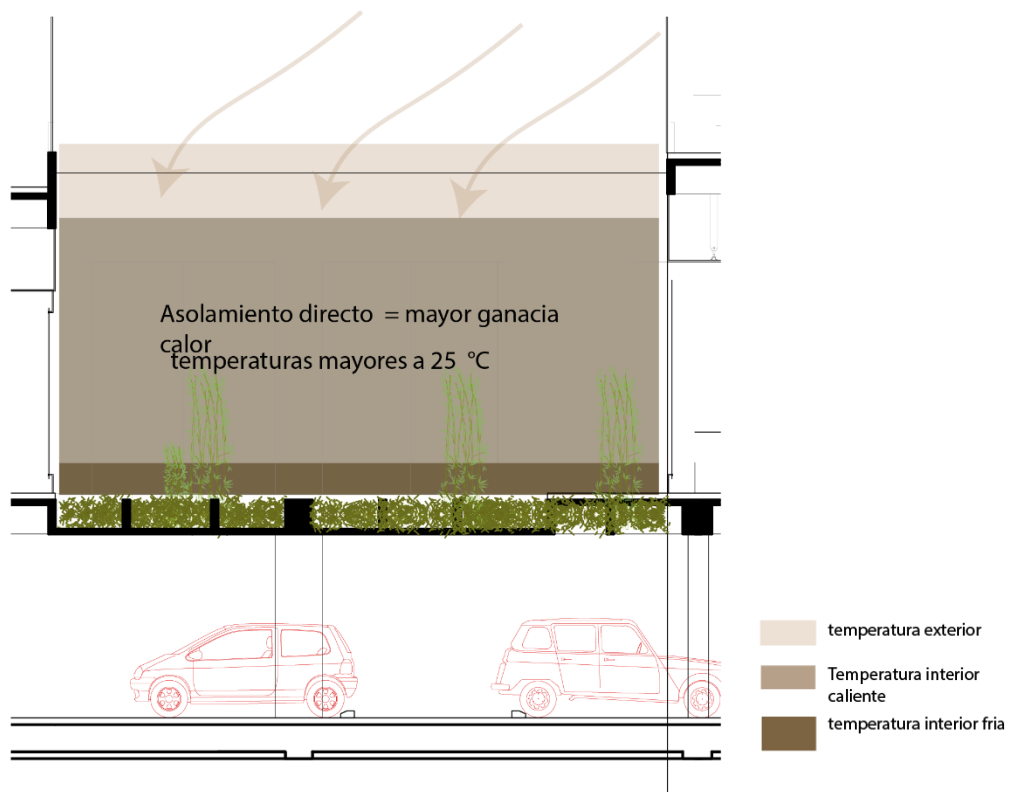 Asolamiento directo = mayor ganacia
calor
temperaturas mayores a 25 °C
temperatura exterior
Temperatura interior
caliente
temperatura interior fria